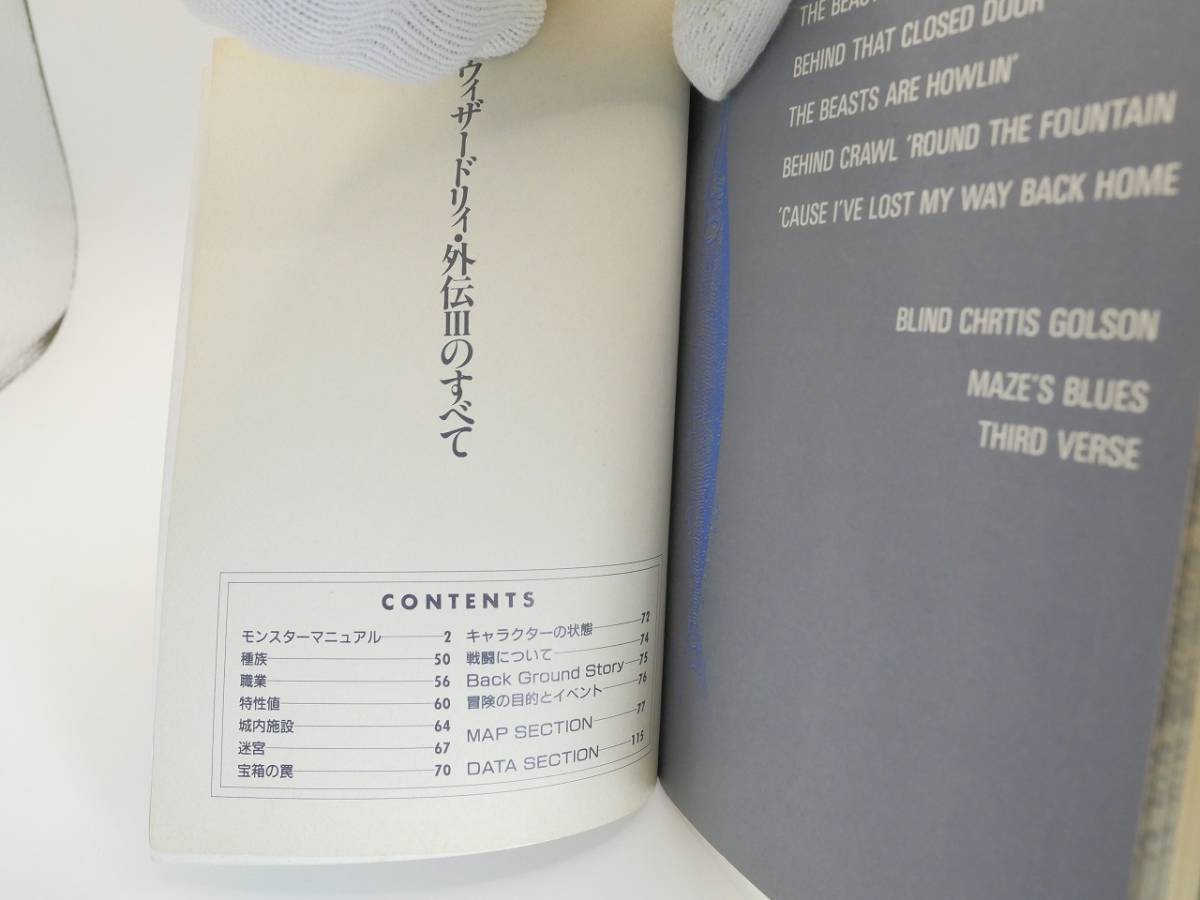 ウィザードリィ・外伝IIIのすべて
CONTENTS
モンスターマニュアル 2
種族 50
職業 56
特性値 60
城内施設 64
迷宮 67
宝箱の罠 70
キャラクターの状態 72
戦闘について 74
Back Ground Story 75
冒険の目的とイベント 76
MAP SECTION 77
DATA SECTION 115
THE BEAST
BEHIND THAT CLOSED DOOR
THE BEASTS ARE HOWLIN'
BEHIND CRAWL 'ROUND THE FOUNTAIN
'CAUSE I'VE LOST MY WAY BACK HOME
BLIND CHRTIS GOLSON
MAZE'S BLUES
THIRD VERSE